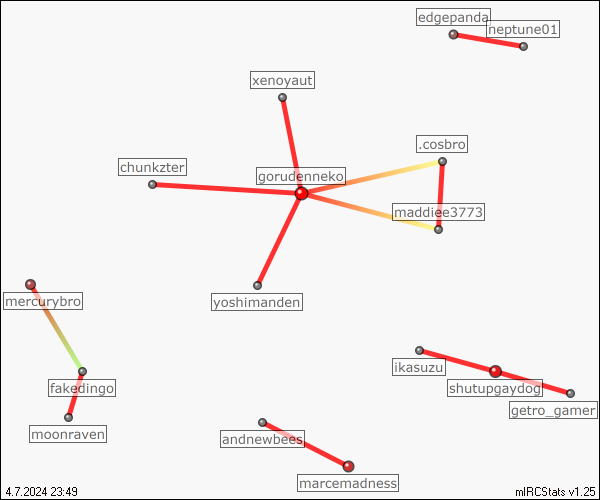 edgepanda
neptune01
xenoyaut
.cosbro
chunkzter
gorudenneko
maddiee3773
mercurybro
yoshimanden
ikasuzu
fakedingo
shutupgaydog
getro_gamer
moonraven
andnewbees
marcemadness
4.7.2024 23:49
mIRCStats v1.25